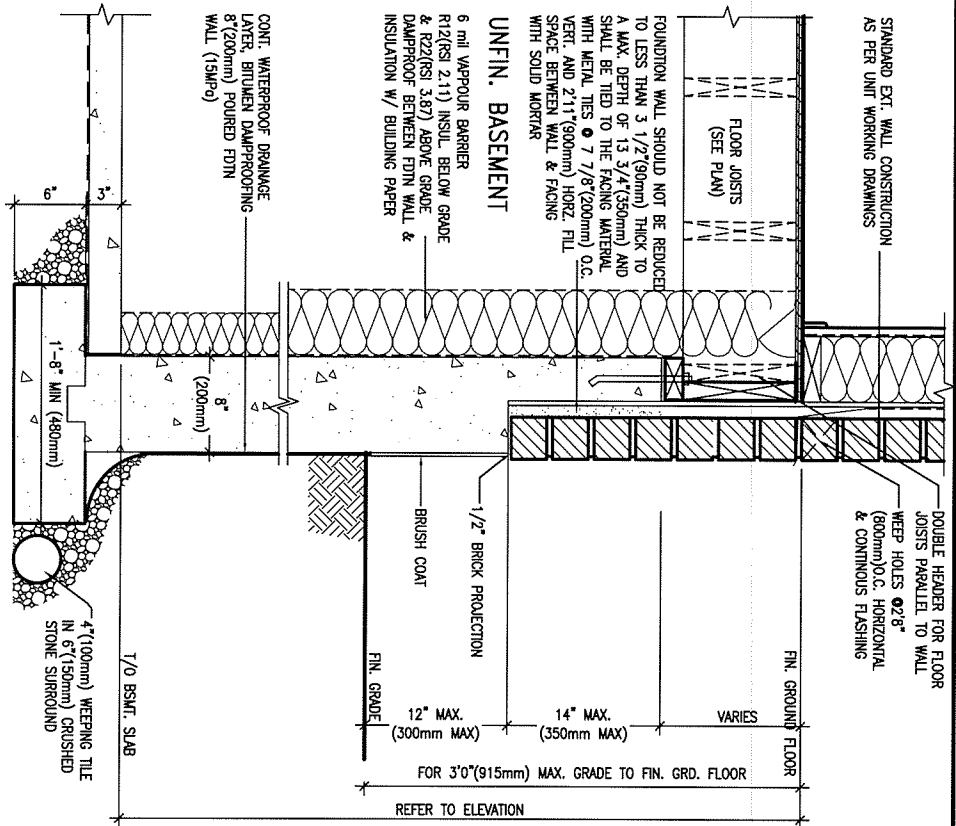 STANDARD EXT. WALL CONSTRUCTION
AS PER UNIT WORKING DRAWINGS
FLOOR JOISTS
(SEE PLAN)
FOUNDTION WALL SHOULD NOT BE REDUCED
TO LESS THAN 3 1/2"(90mm) THICK TO
A MAX. DEPTH OF 13 3/4"(350mm) AND
SHALL BE TIED TO THE FACING MATERIAL
WITH METAL TIES @ 7 7/8"(200mm) O.C.
VERT. AND 2'11"(900mm) HORZ. FILL
SPACE BETWEEN WALL & FACING
WITH SOLID MORTAR
UNFIN. BASEMENT
6 mil VAPPOUR BARRIER
R12(RSI 2.11) INSUL BELOW GRADE
& R22(RSI 3.87) ABOVE GRADE
DAMPPROOF BETWEEN FDTN WALL &
INSULATION W/ BUILDING PAPER
CONT. WATERPROOF DRAINAGE
LAYER, BITUMEN DAMPPROOFING
8"(200mm) POURED FDTN
WALL (15MPa)
6"
3"
1'-8" MIN (480mm)
8"
(200mm)
DOUBLE HEADER FOR FLOOR
JOISTS PARALLEL TO WALL
WEEP HOLES @2'8"
(800mm)O.C. HORIZONTAL
& CONTINOUS FLASHING
1/2" BRICK PROJECTION
BRUSH COAT
4"(100mm) WEEPING TILE
IN 6"(150mm) CRUSHED
STONE SURROUND
FIN. GROUND FLOOR
VARIES
14" MAX.
(350mm MAX)
12" MAX.
(300mm MAX)
FIN. GRADE
T/O BSMT. SLAB
FOR 3'0"(915mm) MAX. GRADE TO FIN. GRD. FLOOR
REFER TO ELEVATION